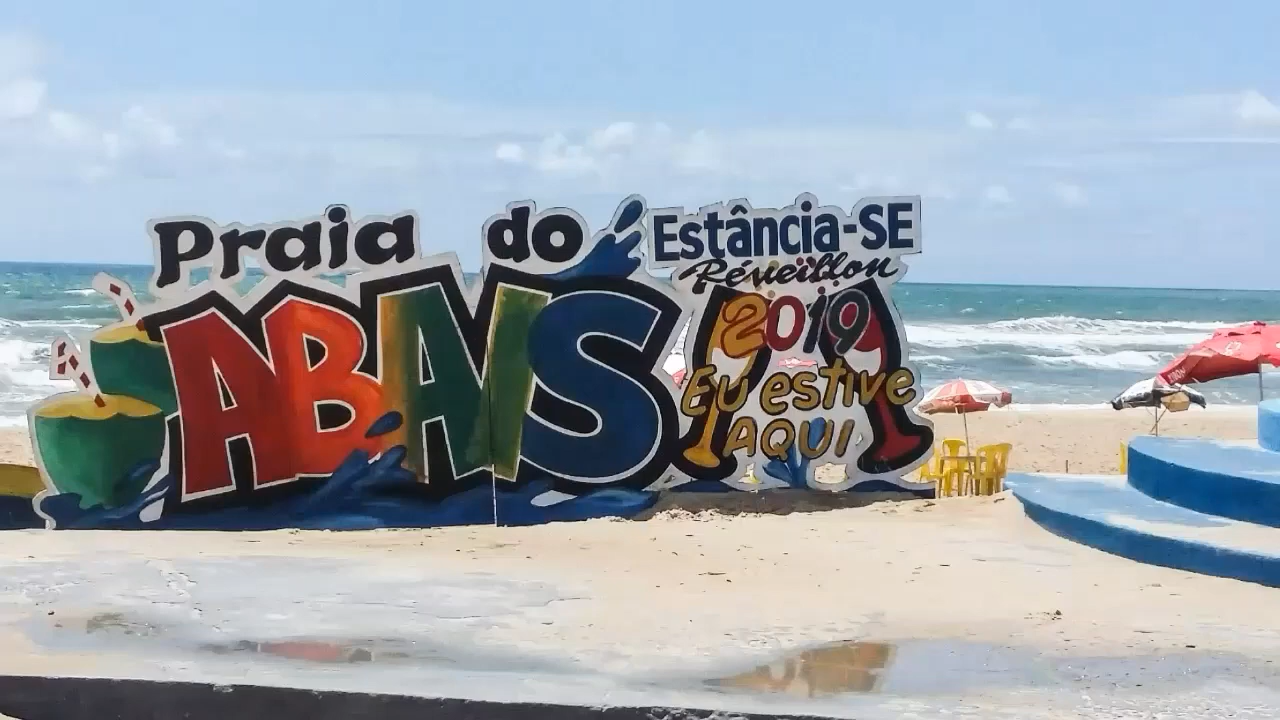 Praia do
ABAIS
Estância-SE
Réveillon
2019
Eu estive
AQUI